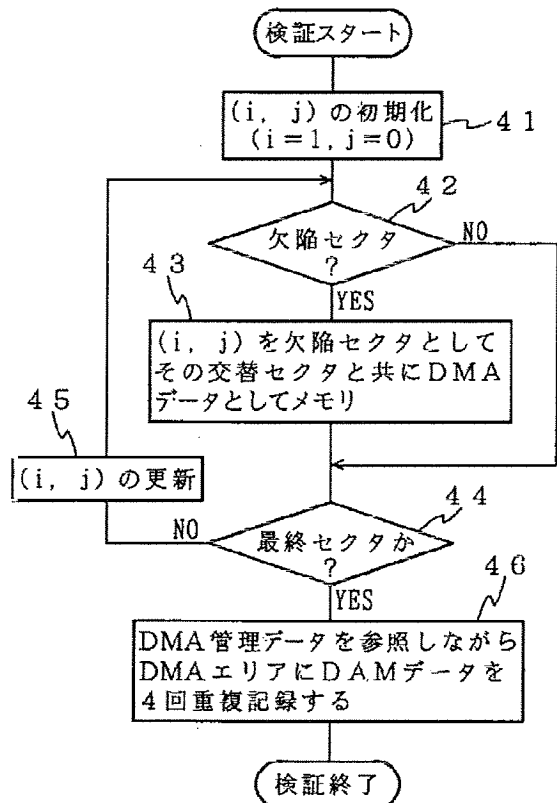 検証スタート
(i, j) の初期化
(i=1, j=0)
41
42
欠陥セクタ
?
NO
43
YES
(i, j) を欠陥セクタとして
その交替セクタと共にDMA
データとしてメモリ
45
(i, j) の更新
44
NO
最終セクタか
?
46
YES
DMA管理データを参照しながら
DMAエリアにDAMデータを
4回重複記録する
検証終了